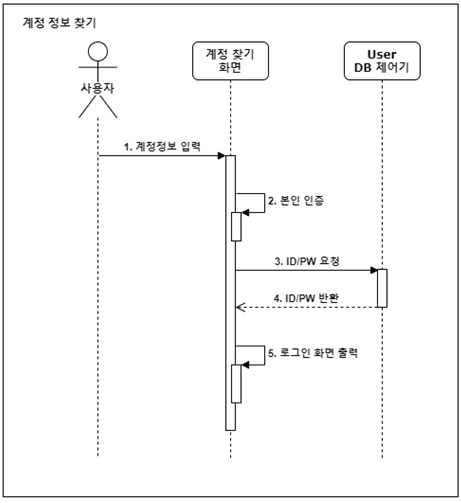 계정 정보 찾기
계정 찾기
화면
User
DB 제어기
사용자
1. 계정정보 입력
2. 본인 인증
3. ID/PW 요청
4. ID/PW 반환
5. 로그인 화면 출력